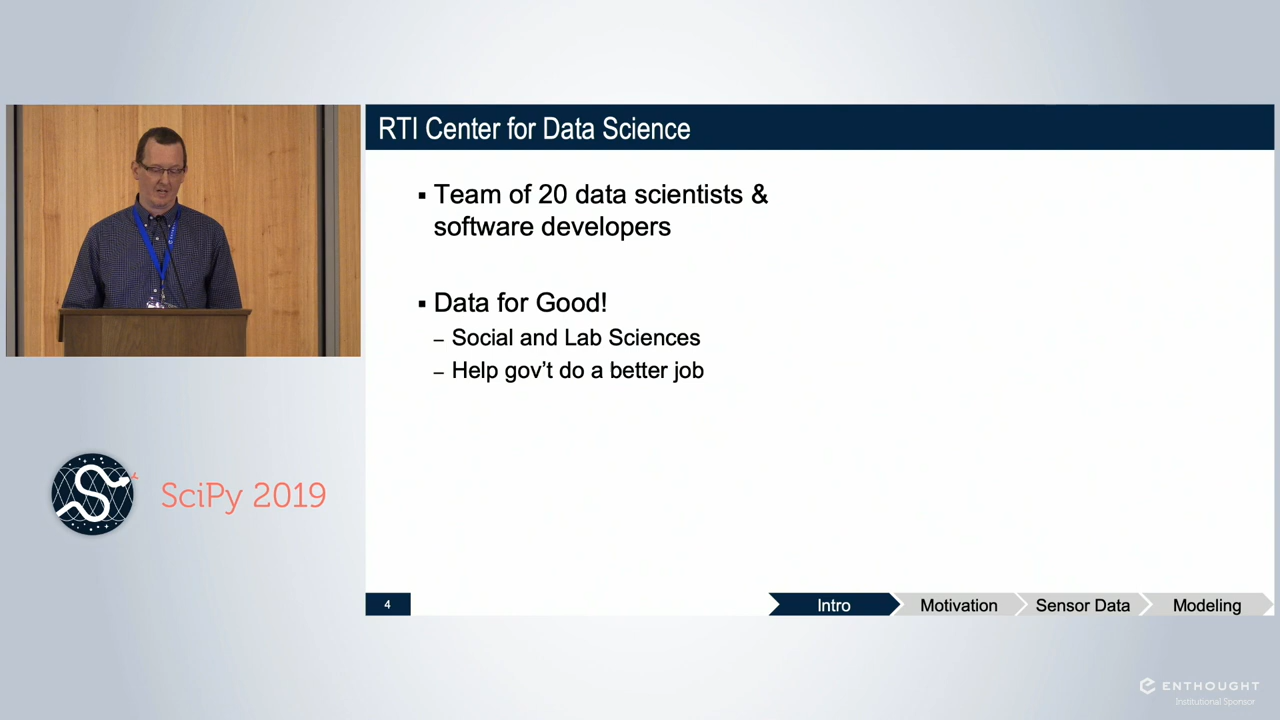 RTI Center for Data Science
▪ Team of 20 data scientists &
software developers
▪ Data for Good!
– Social and Lab Sciences
– Help gov't do a better job
SciPy 2019
4
Intro
Motivation
Sensor Data
Modeling
ENTHOUGHT
Institutional Sponsor